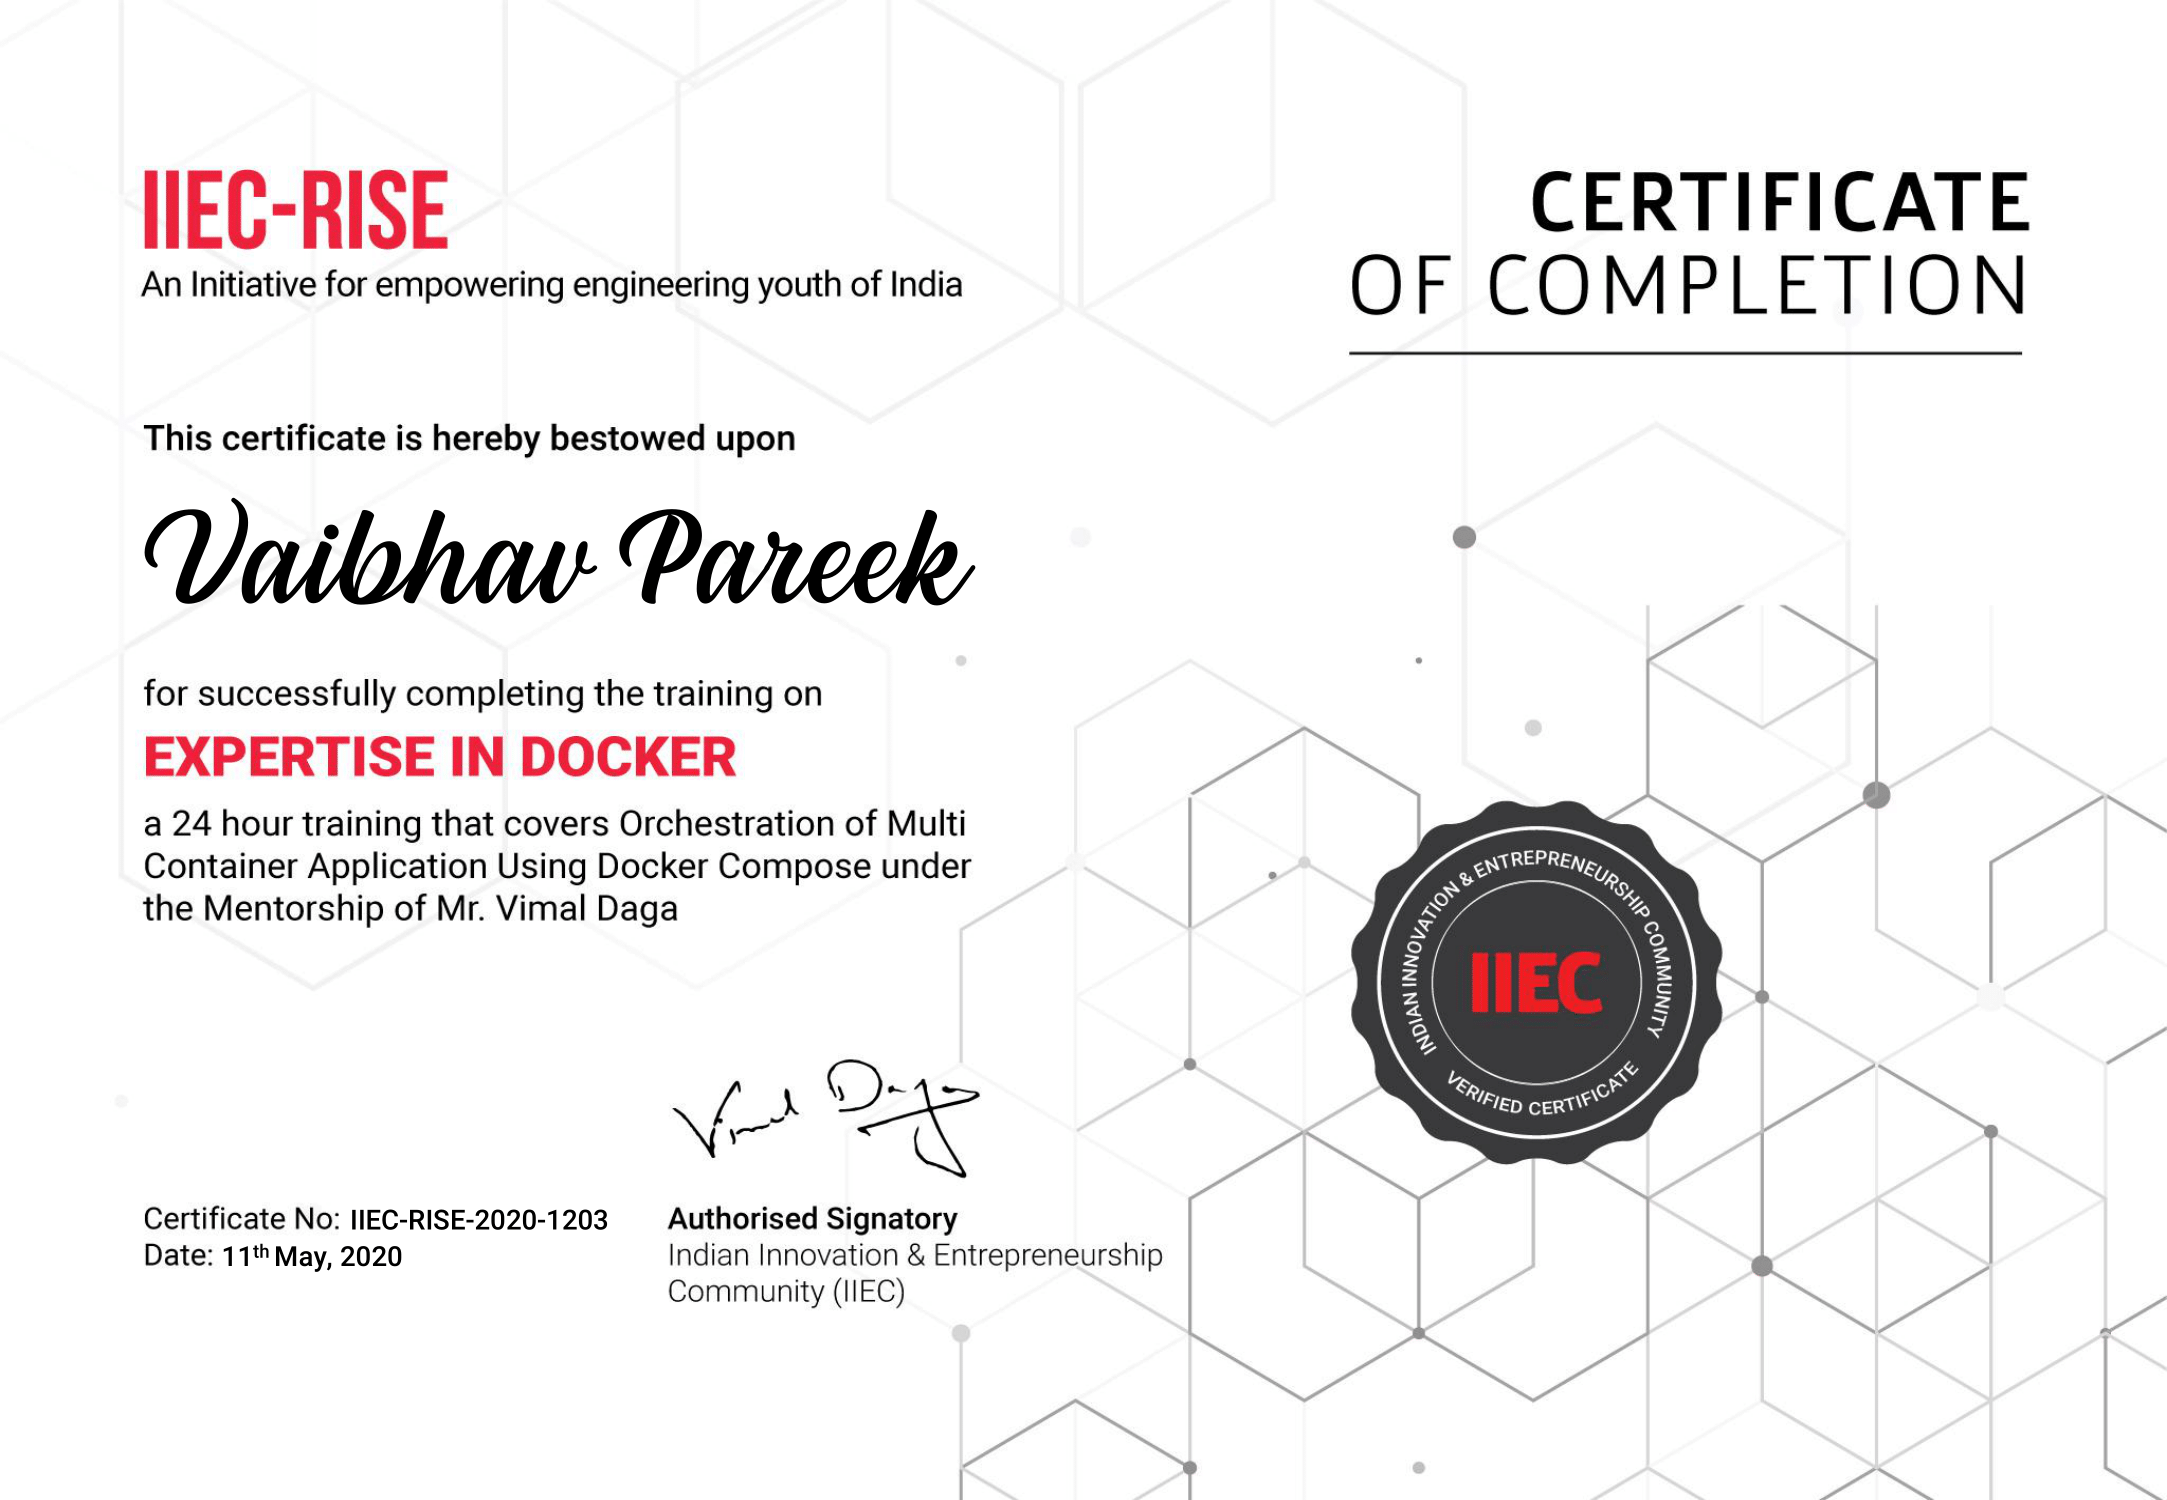 IIEC-RISE
An Initiative for empowering engineering youth of India
CERTIFICATE
OF COMPLETION
This certificate is hereby bestowed upon
Vaibhav Pareek
for successfully completing the training on
EXPERTISE IN DOCKER
a 24 hour training that covers Orchestration of Multi
Container Application Using Docker Compose under
the Mentorship of Mr. Vimal Daga
INDIAN INNOVATION & ENTREPRENEURSHIP COMMUNITY
IIEC
VERIFIED CERTIFICATE
Vimal Daga
Certificate No: IIEC-RISE-2020-1203
Date: 11th May, 2020
Authorised Signatory
Indian Innovation & Entrepreneurship
Community (IIEC)